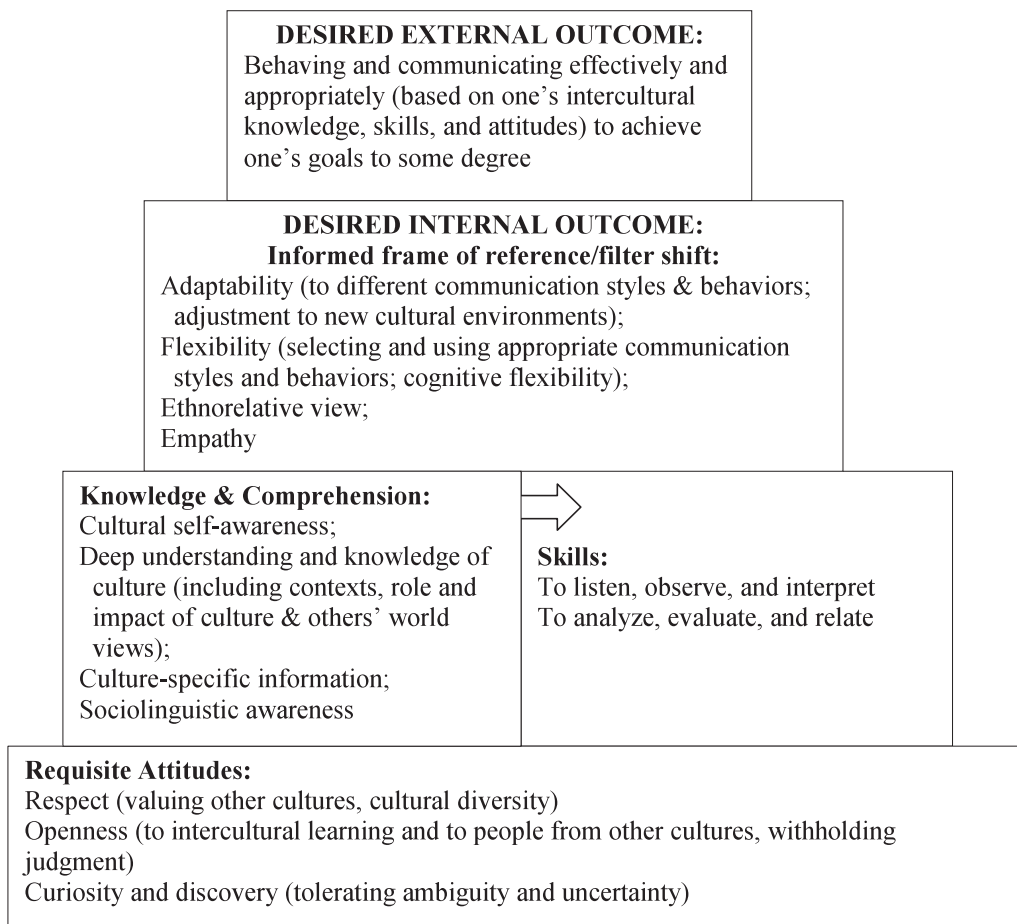 DESIRED EXTERNAL OUTCOME:
Behaving and communicating effectively and
appropriately (based on one’s intercultural
knowledge, skills, and attitudes) to achieve
one’s goals to some degree
DESIRED INTERNAL OUTCOME:
Informed frame of reference/filter shift:
Adaptability (to different communication styles & behaviors;
adjustment to new cultural environments);
Flexibility (selecting and using appropriate communication
styles and behaviors; cognitive flexibility);
Ethnorelative view;
Empathy
Knowledge & Comprehension:
Cultural self-awareness;
Deep understanding and knowledge of
culture (including contexts, role and
impact of culture & others’ world
views);
Culture-specific information;
Sociolinguistic awareness
Skills:
To listen, observe, and interpret
To analyze, evaluate, and relate
Requisite Attitudes:
Respect (valuing other cultures, cultural diversity)
Openness (to intercultural learning and to people from other cultures, withholding
judgment)
Curiosity and discovery (tolerating ambiguity and uncertainty)